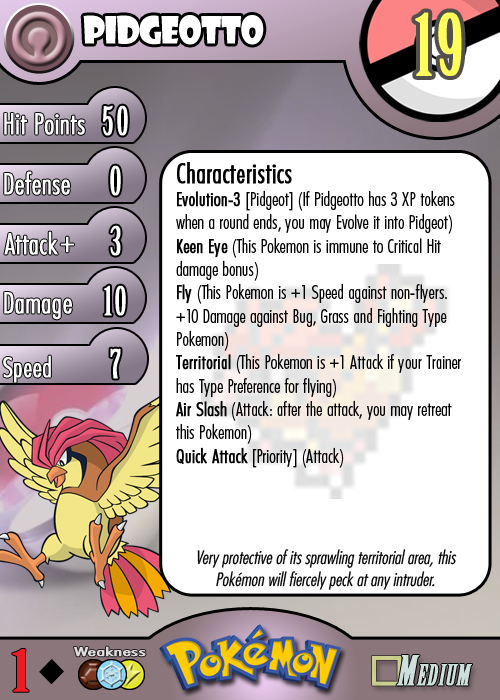 PIDGEOTTO
19
Hit Points 50
Defense 0
Attack+ 3
Damage 10
Speed 7
Characteristics
Evolution-3 [Pidgeot] (If Pidgeotto has 3 XP tokens
when a round ends, you may Evolve it into Pidgeot)
Keen Eye (This Pokemon is immune to Critical Hit
damage bonus)
Fly (This Pokemon is +1 Speed against non-flyers.
+10 Damage against Bug, Grass and Fighting Type
Pokemon)
Territorial (This Pokemon is +1 Attack if your Trainer
has Type Preference for flying)
Air Slash (Attack: after the attack, you may retreat
this Pokemon)
Quick Attack [Priority] (Attack)
Very protective of its sprawling territorial area, this
Pokémon will fiercely peck at any intruder.
1
Weakness
POKéMON
MEDIUM